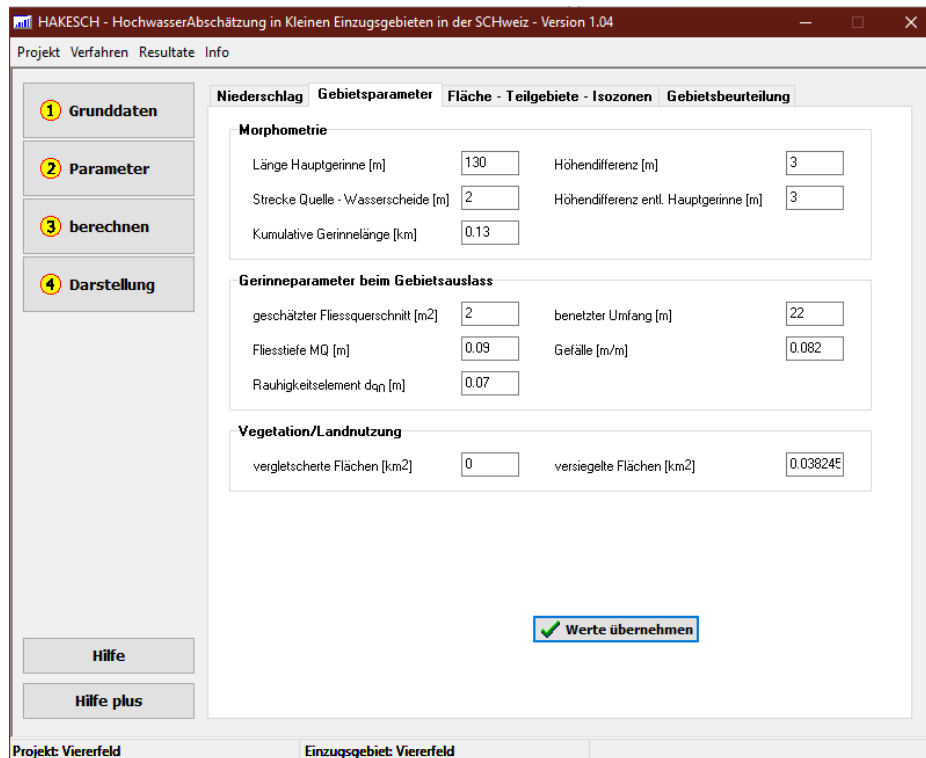 HAKESCH - HochwasserAbschätzung in Kleinen Einzugsgebieten in der SCHweiz - Version 1.04
Projekt Verfahren Resultate Info
1 Grunddaten
2 Parameter
3 berechnen
4 Darstellung
Hilfe
Hilfe plus
Niederschlag Gebietsparameter Fläche - Teilgebiete - Isozonen Gebietsbeurteilung
Morphometrie
Länge Hauptgerinne [m] 130 Höhendifferenz [m] 3
Strecke Quelle - Wasserscheide [m] 2 Höhendifferenz entl. Hauptgerinne [m] 3
Kumulative Gerinnelänge [km] 0.13
Gerinneparameter beim Gebietsauslass
geschätzter Fliessquerschnitt [m2] 2 benetzter Umfang [m] 22
Fliesstiefe MQ [m] 0.09 Gefälle [m/m] 0.082
Rauhigkeitselement [m] 0.07
Vegetation/Landnutzung
vergletscherte Flächen [km2] 0 versiegelte Flächen [km2] 0.038245
Werte übernehmen
Projekt: Viererfeld Einzugsgebiet: Viererfeld